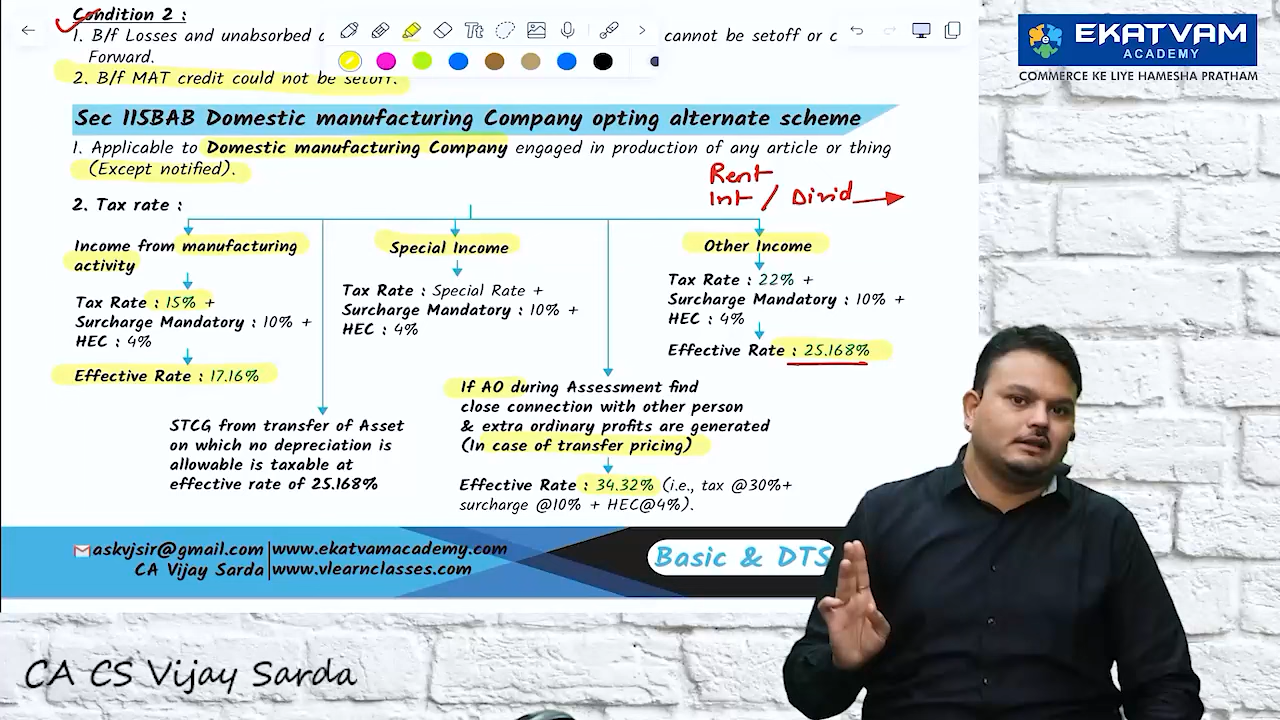 Condition 2 :
1. B/f Losses and unabsorbed cannot be setoff or c
Forward.
2. B/f MAT credit could not be setoff.
EKATVAM
ACADEMY
COMMERCE KE LIYE HAMESHA PRATHAM
Tt
Sec 115BAB Domestic manufacturing Company opting alternate scheme
1. Applicable to Domestic manufacturing Company engaged in production of any article or thing
(Except notified).
Rent
Int / Divid
2. Tax rate :
Income from manufacturing
activity
Tax Rate : 15% +
Surcharge Mandatory : 10% +
HEC : 4%
Effective Rate : 17.16%
STCG from transfer of Asset
on which no depreciation is
allowable is taxable at
effective rate of 25.168%
Special Income
Tax Rate : Special Rate +
Surcharge Mandatory : 10% +
HEC : 4%
If AO during Assessment find
close connection with other person
& extra ordinary profits are generated
(In case of transfer pricing)
Effective Rate : 34.32% (i.e., tax @30%+
surcharge @10% + HEC@4%).
Other Income
Tax Rate : 22% +
Surcharge Mandatory : 10% +
HEC : 4%
Effective Rate : 25.168%
askvjsir@gmail.com|www.ekatvamacademy.com
CA Vijay Sarda|www.vlearnclasses.com
Basic & DTS
CA CS Vijay Sarda